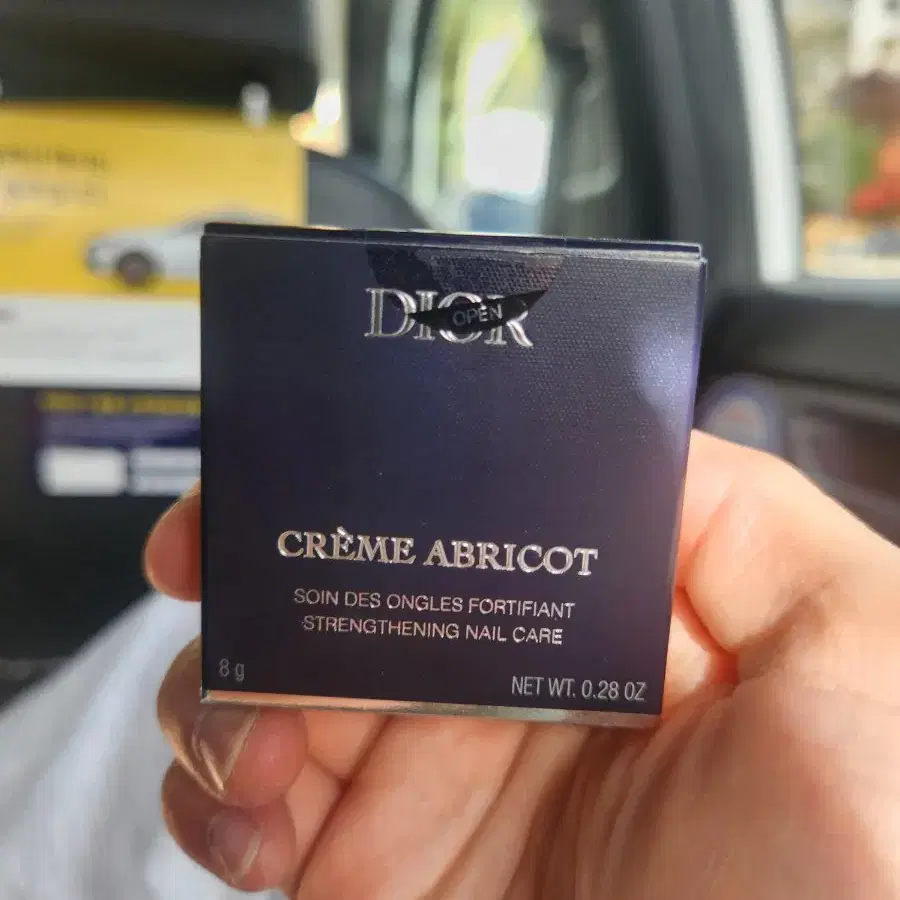 DIOR
OPEN
CRÈME ABRICOT
SOIN DES ONGLES FORTIFIANT
STRENGTHENING NAIL CARE
8 g
NET WT. 0.28 OZ